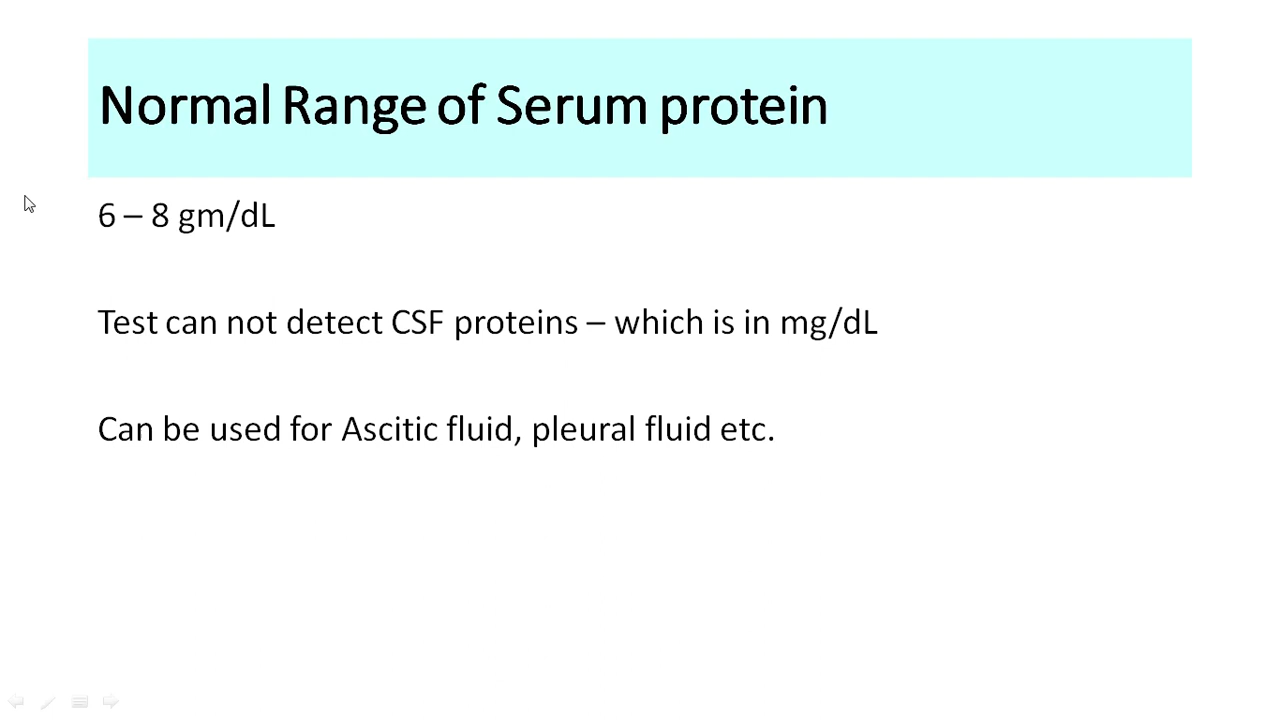 Normal Range of Serum protein
6 – 8 gm/dL
Test can not detect CSF proteins – which is in mg/dL
Can be used for Ascitic fluid, pleural fluid etc.